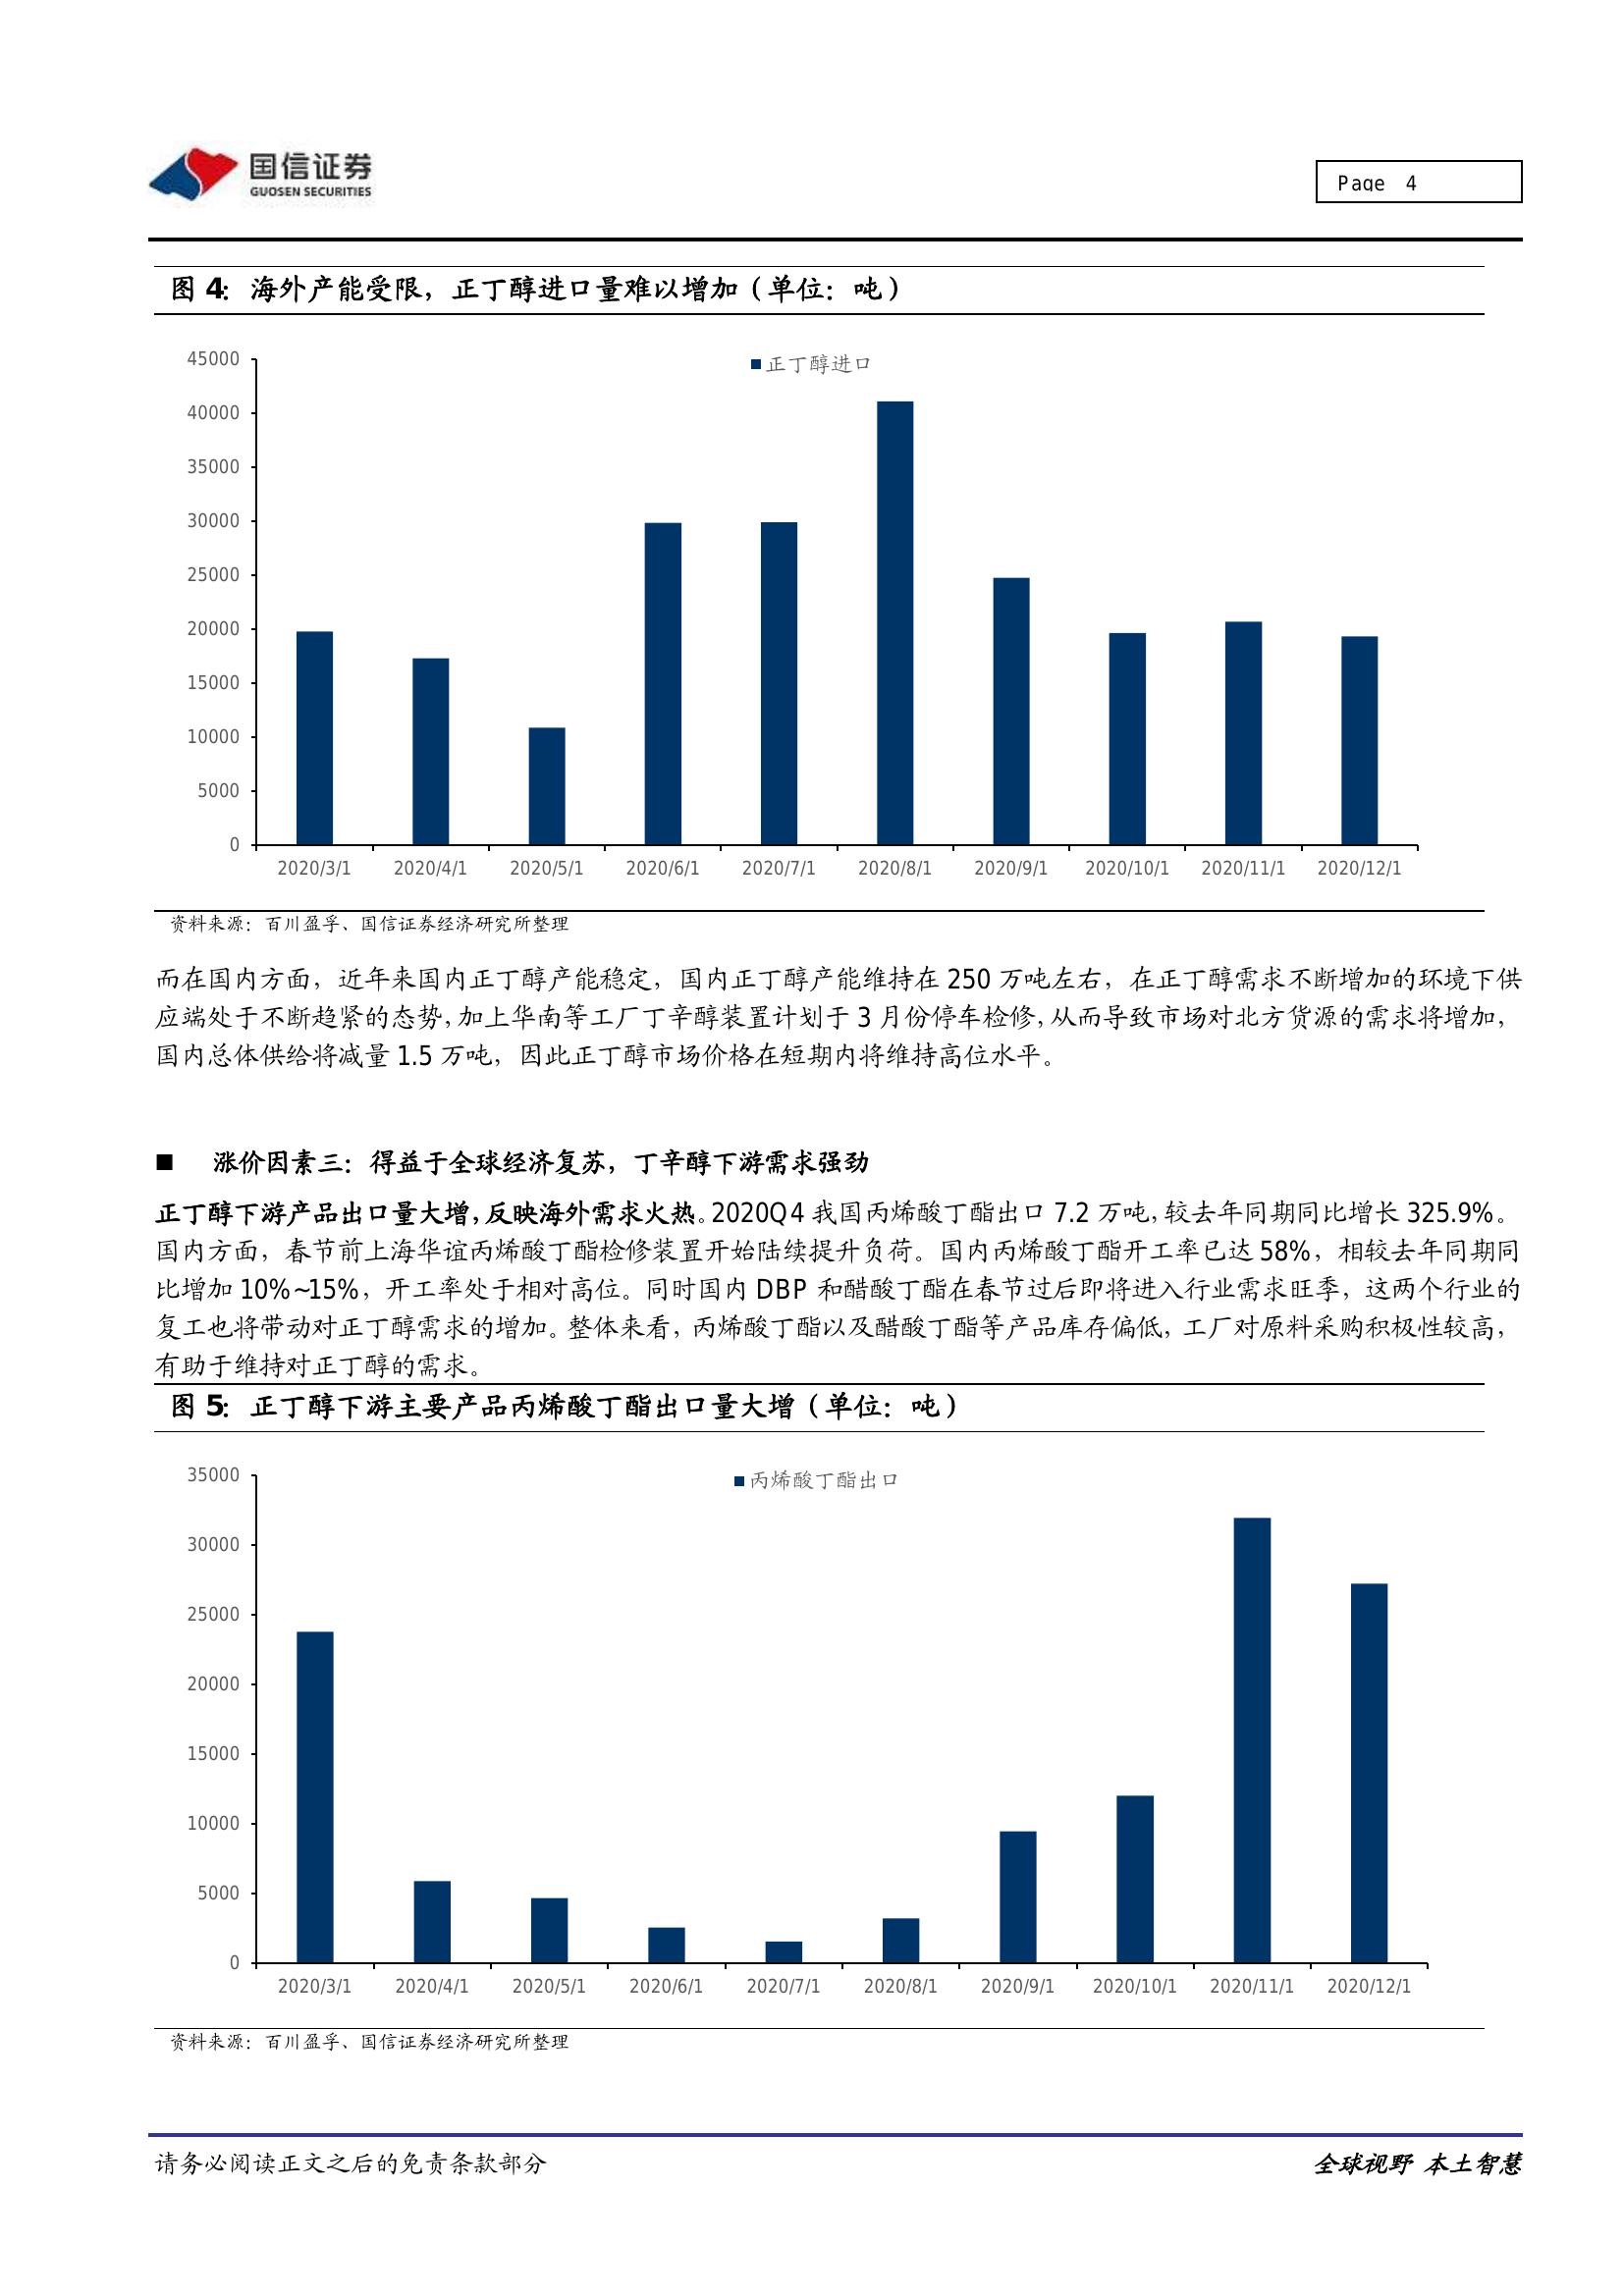 国信证券
GUOSEN SECURITIES
Page 4
图 4：海外产能受限，正丁醇进口量难以增加（单位：吨）
正丁醇进口
45000
40000
35000
30000
25000
20000
15000
10000
5000
0
2020/3/1 2020/4/1 2020/5/1 2020/6/1 2020/7/1 2020/8/1 2020/9/1 2020/10/1 2020/11/1 2020/12/1
资料来源：百川盈孚、国信证券经济研究所整理
而在国内方面，近年来国内正丁醇产能稳定，国内正丁醇产能维持在 250 万吨左右，在正丁醇需求不断增加的环境下供
应端处于不断趋紧的态势，加上华南等工厂丁辛醇装置计划于 3 月份停车检修，从而导致市场对北方货源的需求将增加，
国内总体供给将减量 1.5 万吨，因此正丁醇市场价格在短期内将维持高位水平。
■ 涨价因素三：得益于全球经济复苏，丁辛醇下游需求强劲
正丁醇下游产品出口量大增，反映海外需求火热。2020Q4 我国丙烯酸丁酯出口 7.2 万吨，较去年同期同比增长 325.9%。
国内方面，春节前上海华谊丙烯酸丁酯检修装置开始陆续提升负荷。国内丙烯酸丁酯开工率已达 58%，相较去年同期同
比增加 10%~15%，开工率处于相对高位。同时国内 DBP 和醋酸丁酯在春节过后即将进入行业需求旺季，这两个行业的
复工也将带动对正丁醇需求的增加。整体来看，丙烯酸丁酯以及醋酸丁酯等产品库存偏低，工厂对原料采购积极性较高，
有助于维持对正丁醇的需求。
图 5：正丁醇下游主要产品丙烯酸丁酯出口量大增（单位：吨）
丙烯酸丁酯出口
35000
30000
25000
20000
15000
10000
5000
0
2020/3/1 2020/4/1 2020/5/1 2020/6/1 2020/7/1 2020/8/1 2020/9/1 2020/10/1 2020/11/1 2020/12/1
资料来源：百川盈孚、国信证券经济研究所整理
请务必阅读正文之后的免责条款部分
全球视野 本土智慧